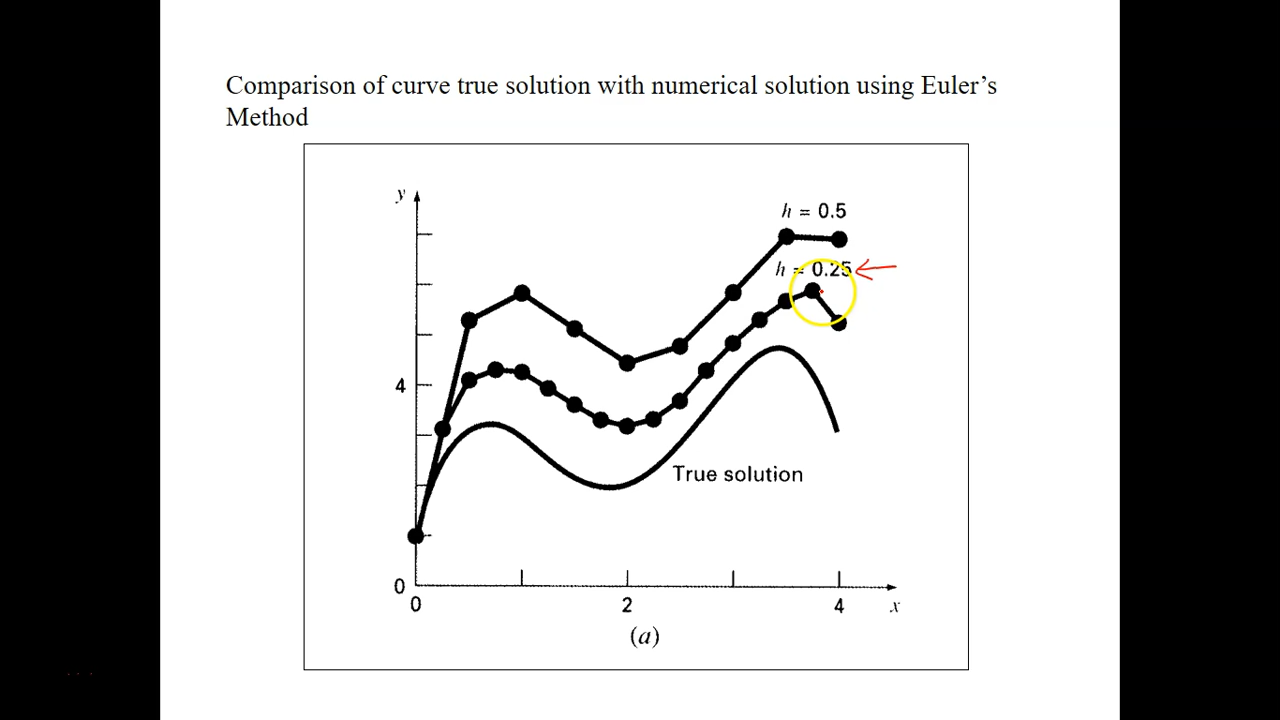 Comparison of curve true solution with numerical solution using Euler’s
Method
y
h = 0.5
h = 0.25
4
True solution
0
0 2 4 x
(a)